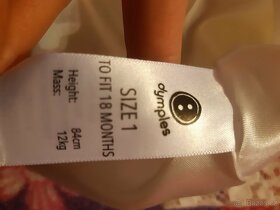 dymples
SIZE 1
TO FIT 18 MONTHS
Height: 84cm
Mass: 12kg